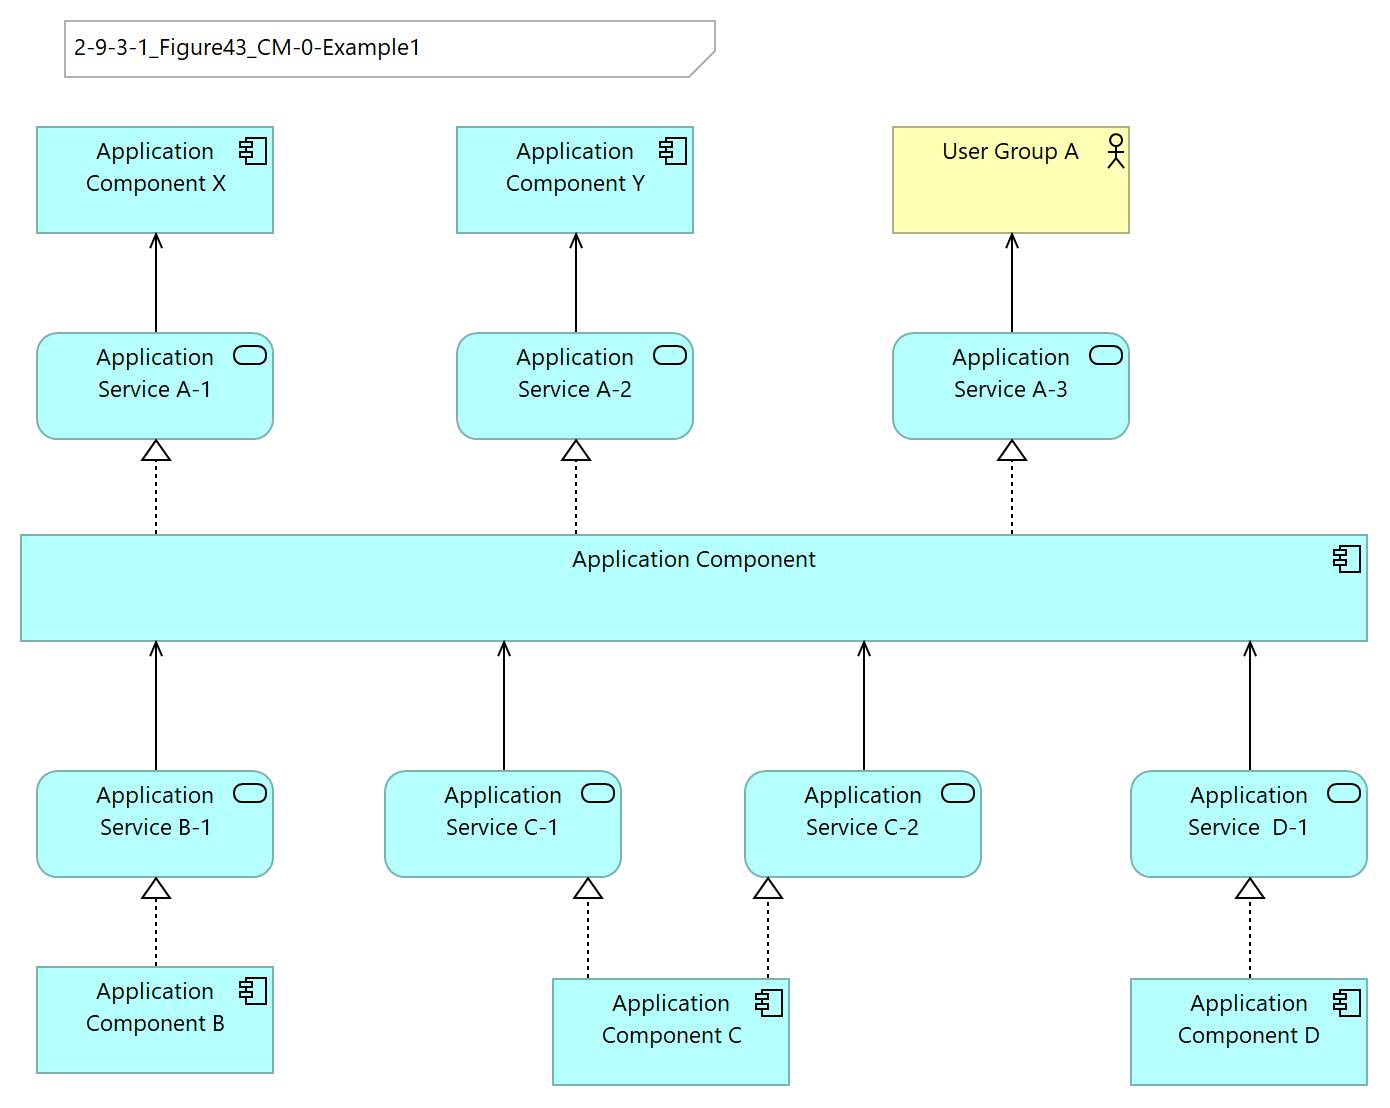 2-9-3-1_Figure43_CM-0-Example1
Application
Component X
Application
Component Y
User Group A
Application
Service A-1
Application
Service A-2
Application
Service A-3
Application Component
Application
Service B-1
Application
Service C-1
Application
Service C-2
Application
Service  D-1
Application
Component B
Application
Component C
Application
Component D